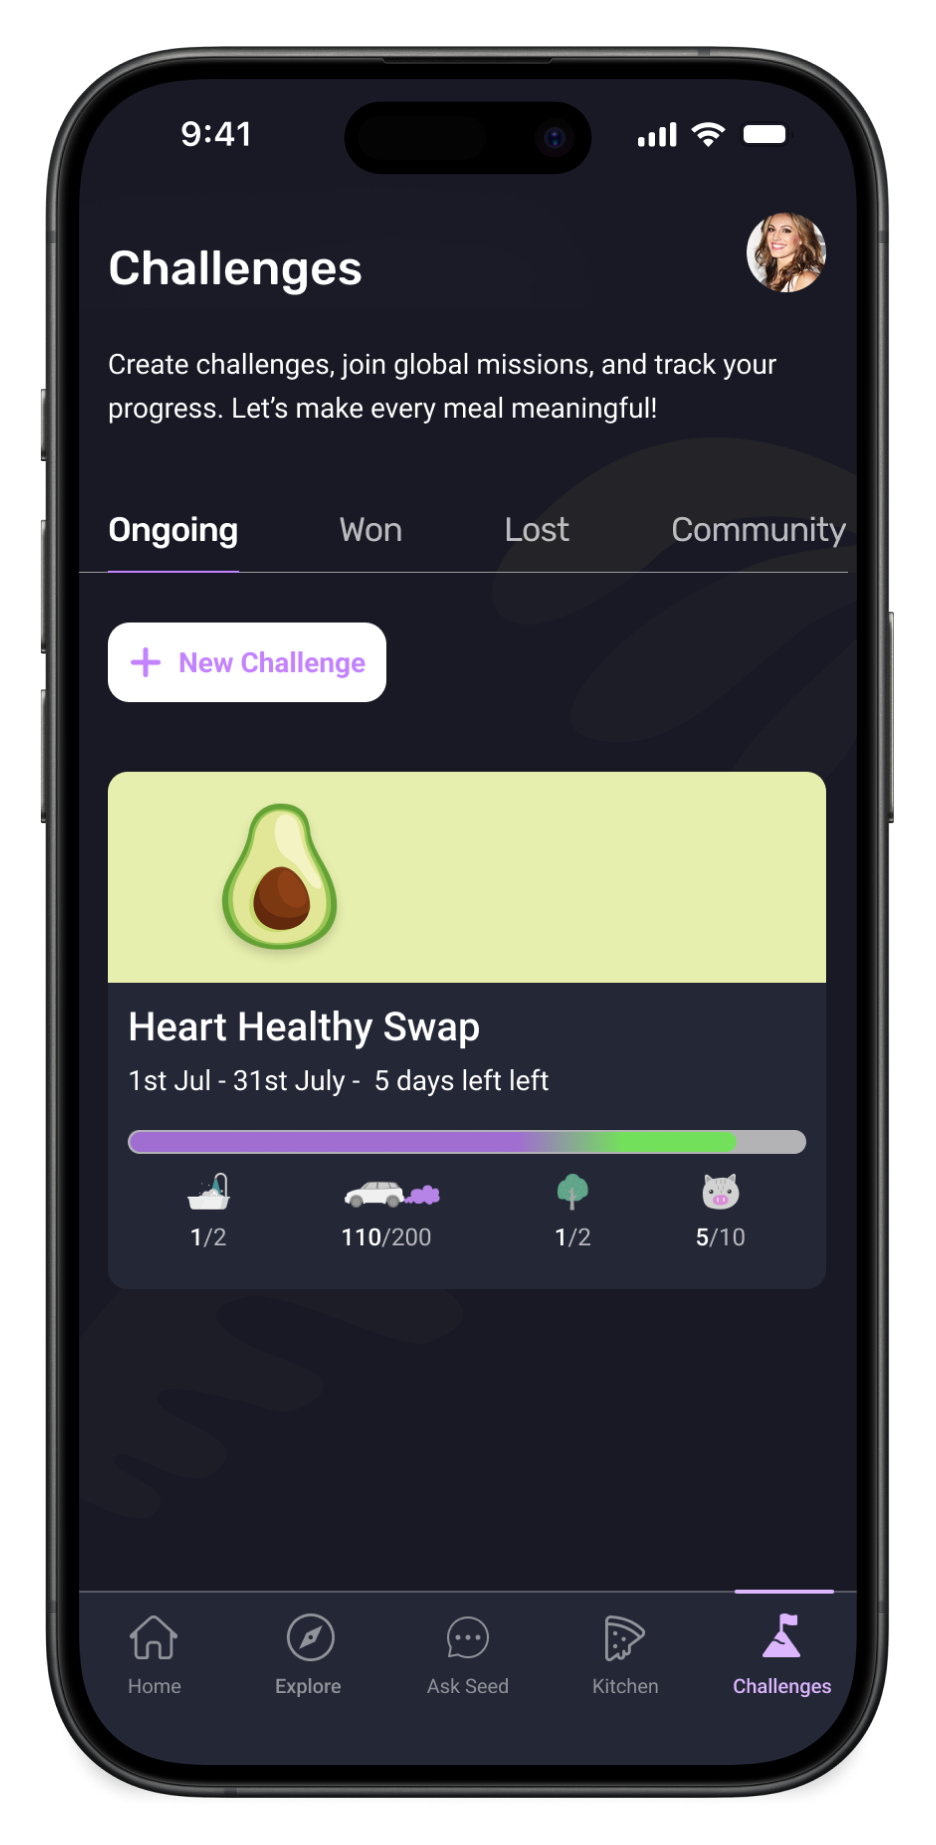 9:41
Challenges
Create challenges, join global missions, and track your
progress. Let’s make every meal meaningful!
Ongoing Won Lost Community
New Challenge
Heart Healthy Swap
1st Jul - 31st July - 5 days left left
1/2 110/200 1/2 5/10
Home Explore Ask Seed Kitchen Challenges